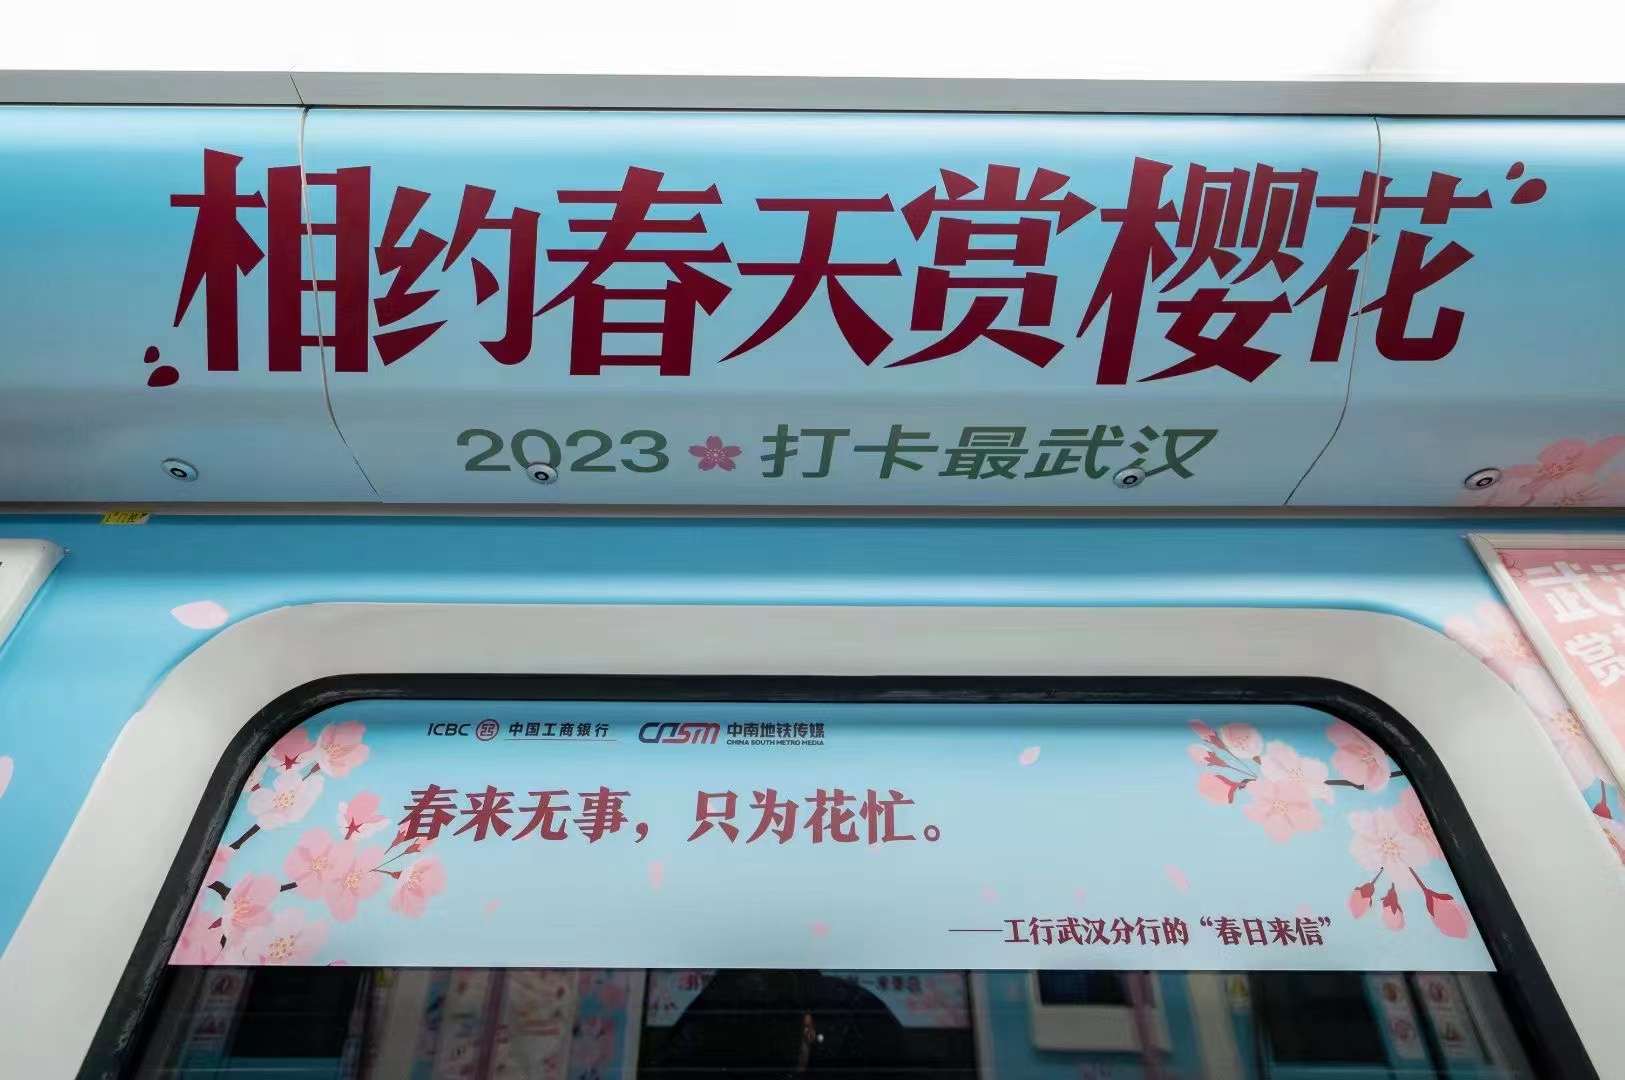 相约春天赏樱花
2023 打卡最武汉
ICBC 中国工商银行 CNSM 中南地铁传媒
CHINA SOUTH METRO MEDIA
春来无事，只为花忙。
——工行武汉分行的“春日来信”